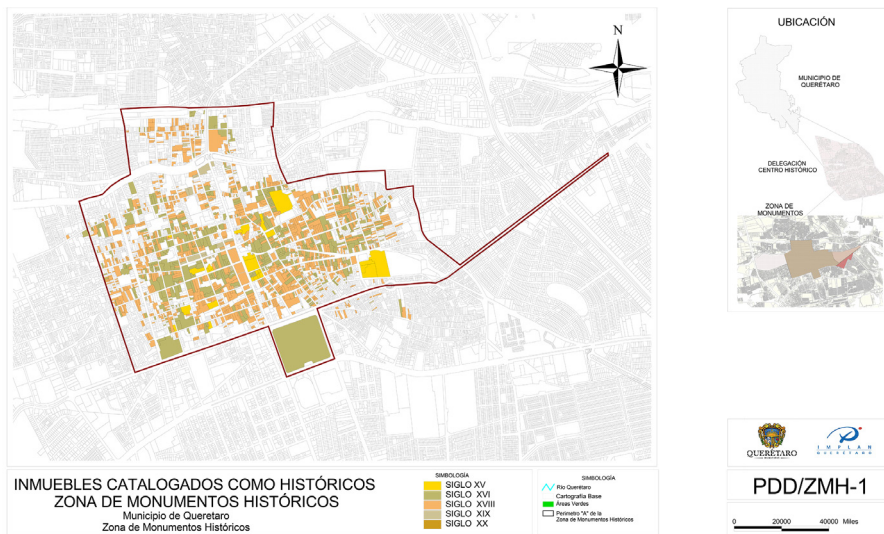 N
INMUEBLES CATALOGADOS COMO HISTÓRICOS
ZONA DE MONUMENTOS HISTÓRICOS
Municipio de Queretaro
Zona de Monumentos Históricos
SIMBOLOGÍA
SIGLO XV
SIGLO XVI
SIGLO XVIII
SIGLO XIX
SIGLO XX
SIMBOLOGÍA
Río Querétaro
Cartografía Base
Áreas Verdes
Perímetro "A" de la
Zona de Monumentos Históricos
UBICACIÓN
MUNICIPIO DE
QUERÉTARO
DELEGACIÓN
CENTRO HISTÓRICO
ZONA DE
MONUMENTOS
QUERÉTARO
IMPLAN
QUERÉTARO
PDD/ZMH-1
0 20000 40000 Miles